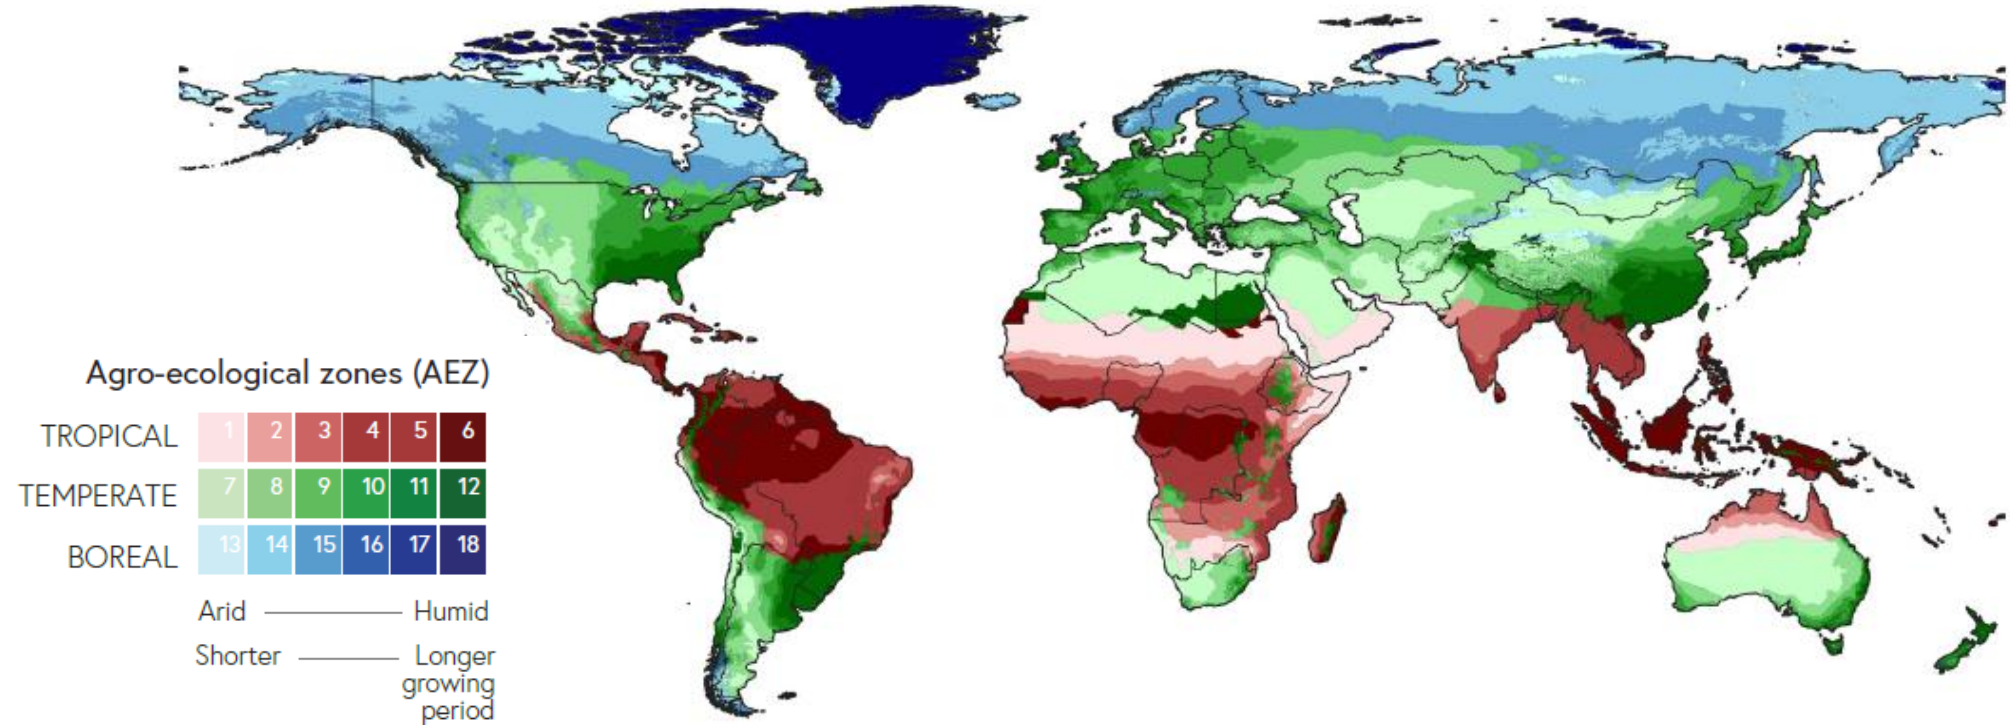 Agro-ecological zones (AEZ)
TROPICAL 1 2 3 4 5 6
TEMPERATE 7 8 9 10 11 12
BOREAL 13 14 15 16 17 18
Arid Humid
Shorter Longer
growing
period